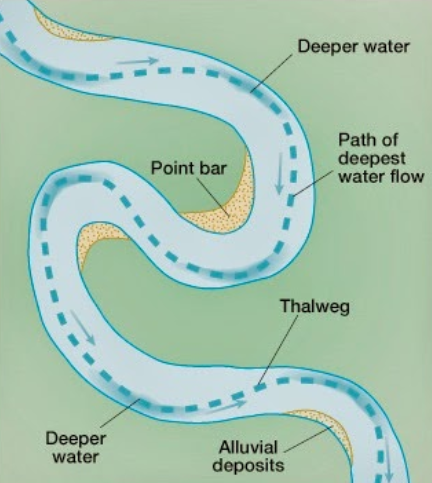 Deeper water
Path of
deepest
water flow
Point bar
Thalweg
Deeper
water
Alluvial
deposits